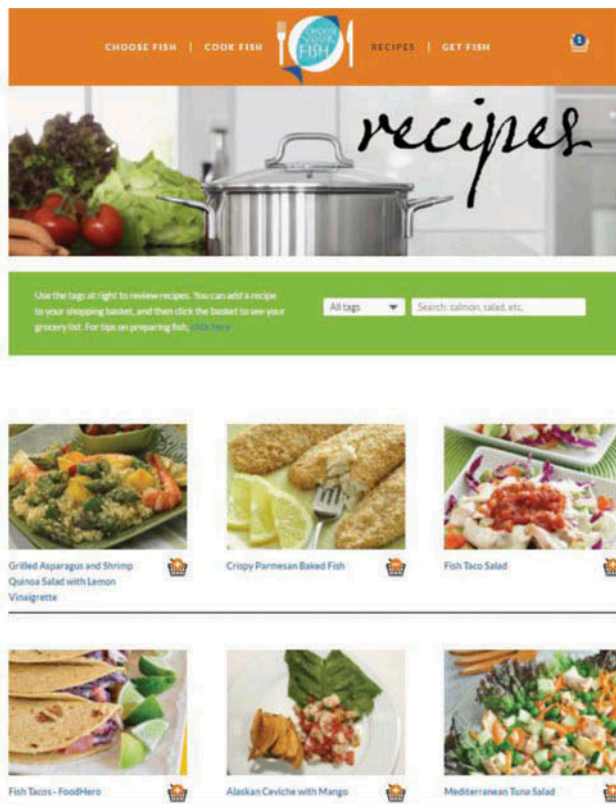 CHOOSE FISH | COOK FISH
CHOOSE
YOUR
FISH
RECIPES | GET FISH
1
recipes
Use the tags at right to review recipes. You can add a recipe
to your shopping basket, and then click the basket to see your
grocery list. For tips on preparing fish, click here
All tags
Search: salmon, salad, etc.
Grilled Asparagus and Shrimp
Quinoa Salad with Lemon
Vinaigrette
Crispy Parmesan Baked Fish
Fish Taco Salad
Fish Tacos - FoodHero
Alaskan Ceviche with Mango
Mediterranean Tuna Salad